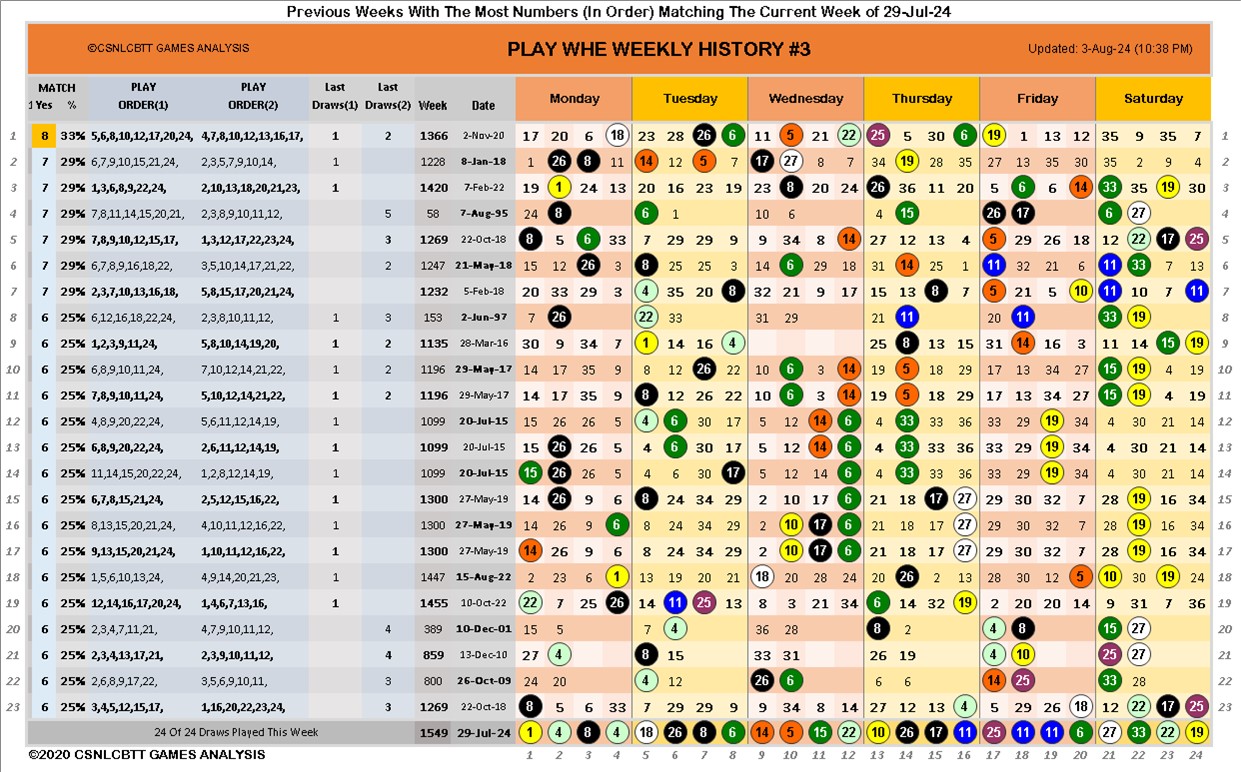 Previous Weeks With The Most Numbers (In Order) Matching The Current Week of 29-Jul-24
©CSNLCBTT GAMES ANALYSIS PLAY WHE WEEKLY HISTORY #3 Updated: 3-Aug-24 (10:38 PM)
MATCH PLAY PLAY Last Last
1 Yes % ORDER(1) ORDER(2) Draws(1) Draws(2) Week Date Monday Tuesday Wednesday Thursday Friday Saturday
1 8 33% 5,6,8,10,12,17,20,24, 4,7,8,10,12,13,16,17, 1 2 1366 2-Nov-20 17 20 6 18 23 28 26 6 11 5 21 22 25 5 30 6 19 1 13 12 35 9 35 7 1
2 7 29% 6,7,9,10,15,21,24, 2,3,5,7,9,10,14, 1 1228 8-Jan-18 1 26 8 11 14 12 5 7 17 27 8 7 34 19 28 35 27 13 35 30 35 2 9 4 2
3 7 29% 1,3,6,8,9,22,24, 2,10,13,18,20,21,23, 1 1420 7-Feb-22 19 1 24 13 20 16 23 19 23 8 20 24 26 36 11 20 5 6 6 14 33 35 19 30 3
4 7 29% 7,8,11,14,15,20,21, 2,3,8,9,10,11,12, 5 58 7-Aug-95 24 8 6 1 10 6 4 15 26 17 6 27 4
5 7 29% 7,8,9,10,12,15,17, 1,3,12,17,22,23,24, 3 1269 22-Oct-18 8 5 6 33 7 29 29 9 9 34 8 14 27 12 13 4 5 29 26 18 12 22 17 25 5
6 7 29% 6,7,8,9,16,18,22, 3,5,10,14,17,21,22, 2 1247 21-May-18 15 12 26 3 8 25 25 3 14 6 29 18 31 14 25 1 11 32 21 6 11 33 7 13 6
7 7 29% 2,3,7,10,13,16,18, 5,8,15,17,20,21,24, 1232 5-Feb-18 20 33 29 3 4 35 20 8 32 21 9 17 15 13 8 7 5 21 5 10 11 10 7 11 7
8 6 25% 6,12,16,18,22,24, 2,3,8,10,11,12, 1 3 153 2-Jun-97 7 26 22 33 31 29 21 11 20 11 33 19 8
9 6 25% 1,2,3,9,11,24, 5,8,10,14,19,20, 1 2 1135 28-Mar-16 30 9 34 7 1 14 16 4 25 8 13 15 31 14 16 3 11 14 15 19 9
10 6 25% 6,8,9,10,11,24, 7,10,12,14,21,22, 1 2 1196 29-May-17 14 17 35 9 8 12 26 22 10 6 3 14 19 5 18 29 17 13 34 27 15 19 4 19 10
11 6 25% 7,8,9,10,11,24, 5,10,12,14,21,22, 1 2 1196 29-May-17 14 17 35 9 8 12 26 22 10 6 3 14 19 5 18 29 17 13 34 27 15 19 4 19 11
12 6 25% 4,8,9,20,22,24, 5,6,11,12,14,19, 1 1099 20-Jul-15 15 26 26 5 4 6 30 17 5 12 14 6 4 33 33 36 33 29 19 34 4 30 21 14 12
13 6 25% 6,8,9,20,22,24, 2,6,11,12,14,19, 1 1099 20-Jul-15 15 26 26 5 4 6 30 17 5 12 14 6 4 33 33 36 33 29 19 34 4 30 21 14 13
14 6 25% 11,14,15,20,22,24, 1,2,8,12,14,19, 1 1099 20-Jul-15 15 26 26 5 4 6 30 17 5 12 14 6 4 33 33 36 33 29 19 34 4 30 21 14 14
15 6 25% 6,7,8,15,21,24, 2,5,12,15,16,22, 1 1300 27-May-19 14 26 9 6 8 24 34 29 2 10 17 6 21 18 17 27 29 30 32 7 28 19 16 34 15
16 6 25% 8,13,15,20,21,24, 4,10,11,12,16,22, 1 1300 27-May-19 14 26 9 6 8 24 34 29 2 10 17 6 21 18 17 27 29 30 32 7 28 19 16 34 16
17 6 25% 9,13,15,20,21,24, 1,10,11,12,16,22, 1 1300 27-May-19 14 26 9 6 8 24 34 29 2 10 17 6 21 18 17 27 29 30 32 7 28 19 16 34 17
18 6 25% 1,5,6,10,13,24, 4,9,14,20,21,23, 1 1447 15-Aug-22 2 23 6 1 13 19 20 21 18 20 28 24 20 26 2 13 28 30 12 5 10 30 19 24 18
19 6 25% 12,14,16,17,20,24, 1,4,6,7,13,16, 1 1455 10-Oct-22 22 7 25 26 14 11 25 13 8 3 21 34 6 14 32 19 2 20 20 14 9 31 7 36 19
20 6 25% 2,3,4,7,11,21, 4,7,9,10,11,12, 4 389 10-Dec-01 15 5 7 4 36 28 8 2 4 8 15 27 20
21 6 25% 2,3,4,13,17,21, 2,3,9,10,11,12, 4 859 13-Dec-10 27 4 8 15 33 31 26 19 4 10 25 27 21
22 6 25% 2,6,8,9,17,22, 3,5,6,9,10,11, 3 800 26-Oct-09 24 20 4 12 26 6 6 6 14 25 33 28 22
23 6 25% 3,4,5,12,15,17, 1,16,20,22,23,24, 3 1269 22-Oct-18 8 5 6 33 7 29 29 9 9 34 8 14 27 12 13 4 5 29 26 18 12 22 17 25 23
24 Of 24 Draws Played This Week 1549 29-Jul-24 1 4 8 4 18 26 8 6 14 5 15 22 10 26 17 11 25 11 11 6 27 33 22 19
©2020 CSNLCBTT GAMES ANALYSIS 1 2 3 4 5 6 7 8 9 10 11 12 13 14 15 16 17 18 19 20 21 22 23 24